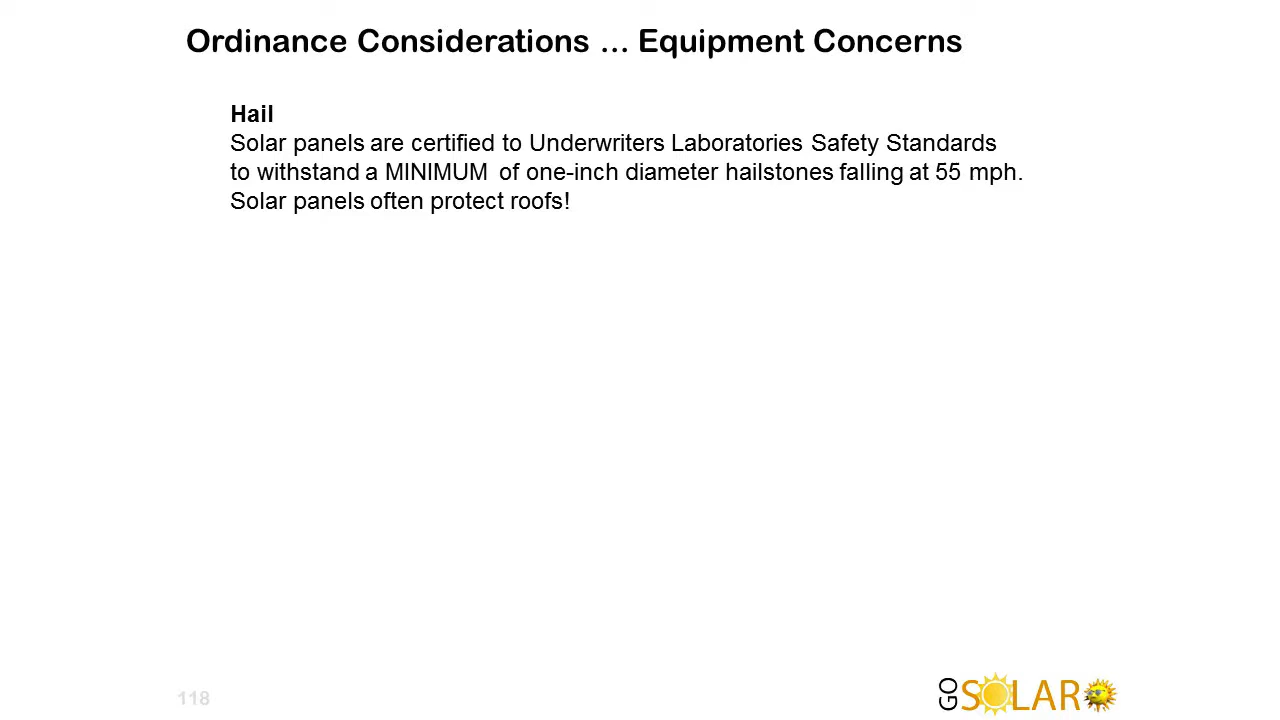 Ordinance Considerations ... Equipment Concerns
Hail
Solar panels are certified to Underwriters Laboratories Safety Standards
to withstand a MINIMUM of one-inch diameter hailstones falling at 55 mph.
Solar panels often protect roofs!
118
GO SOLAR